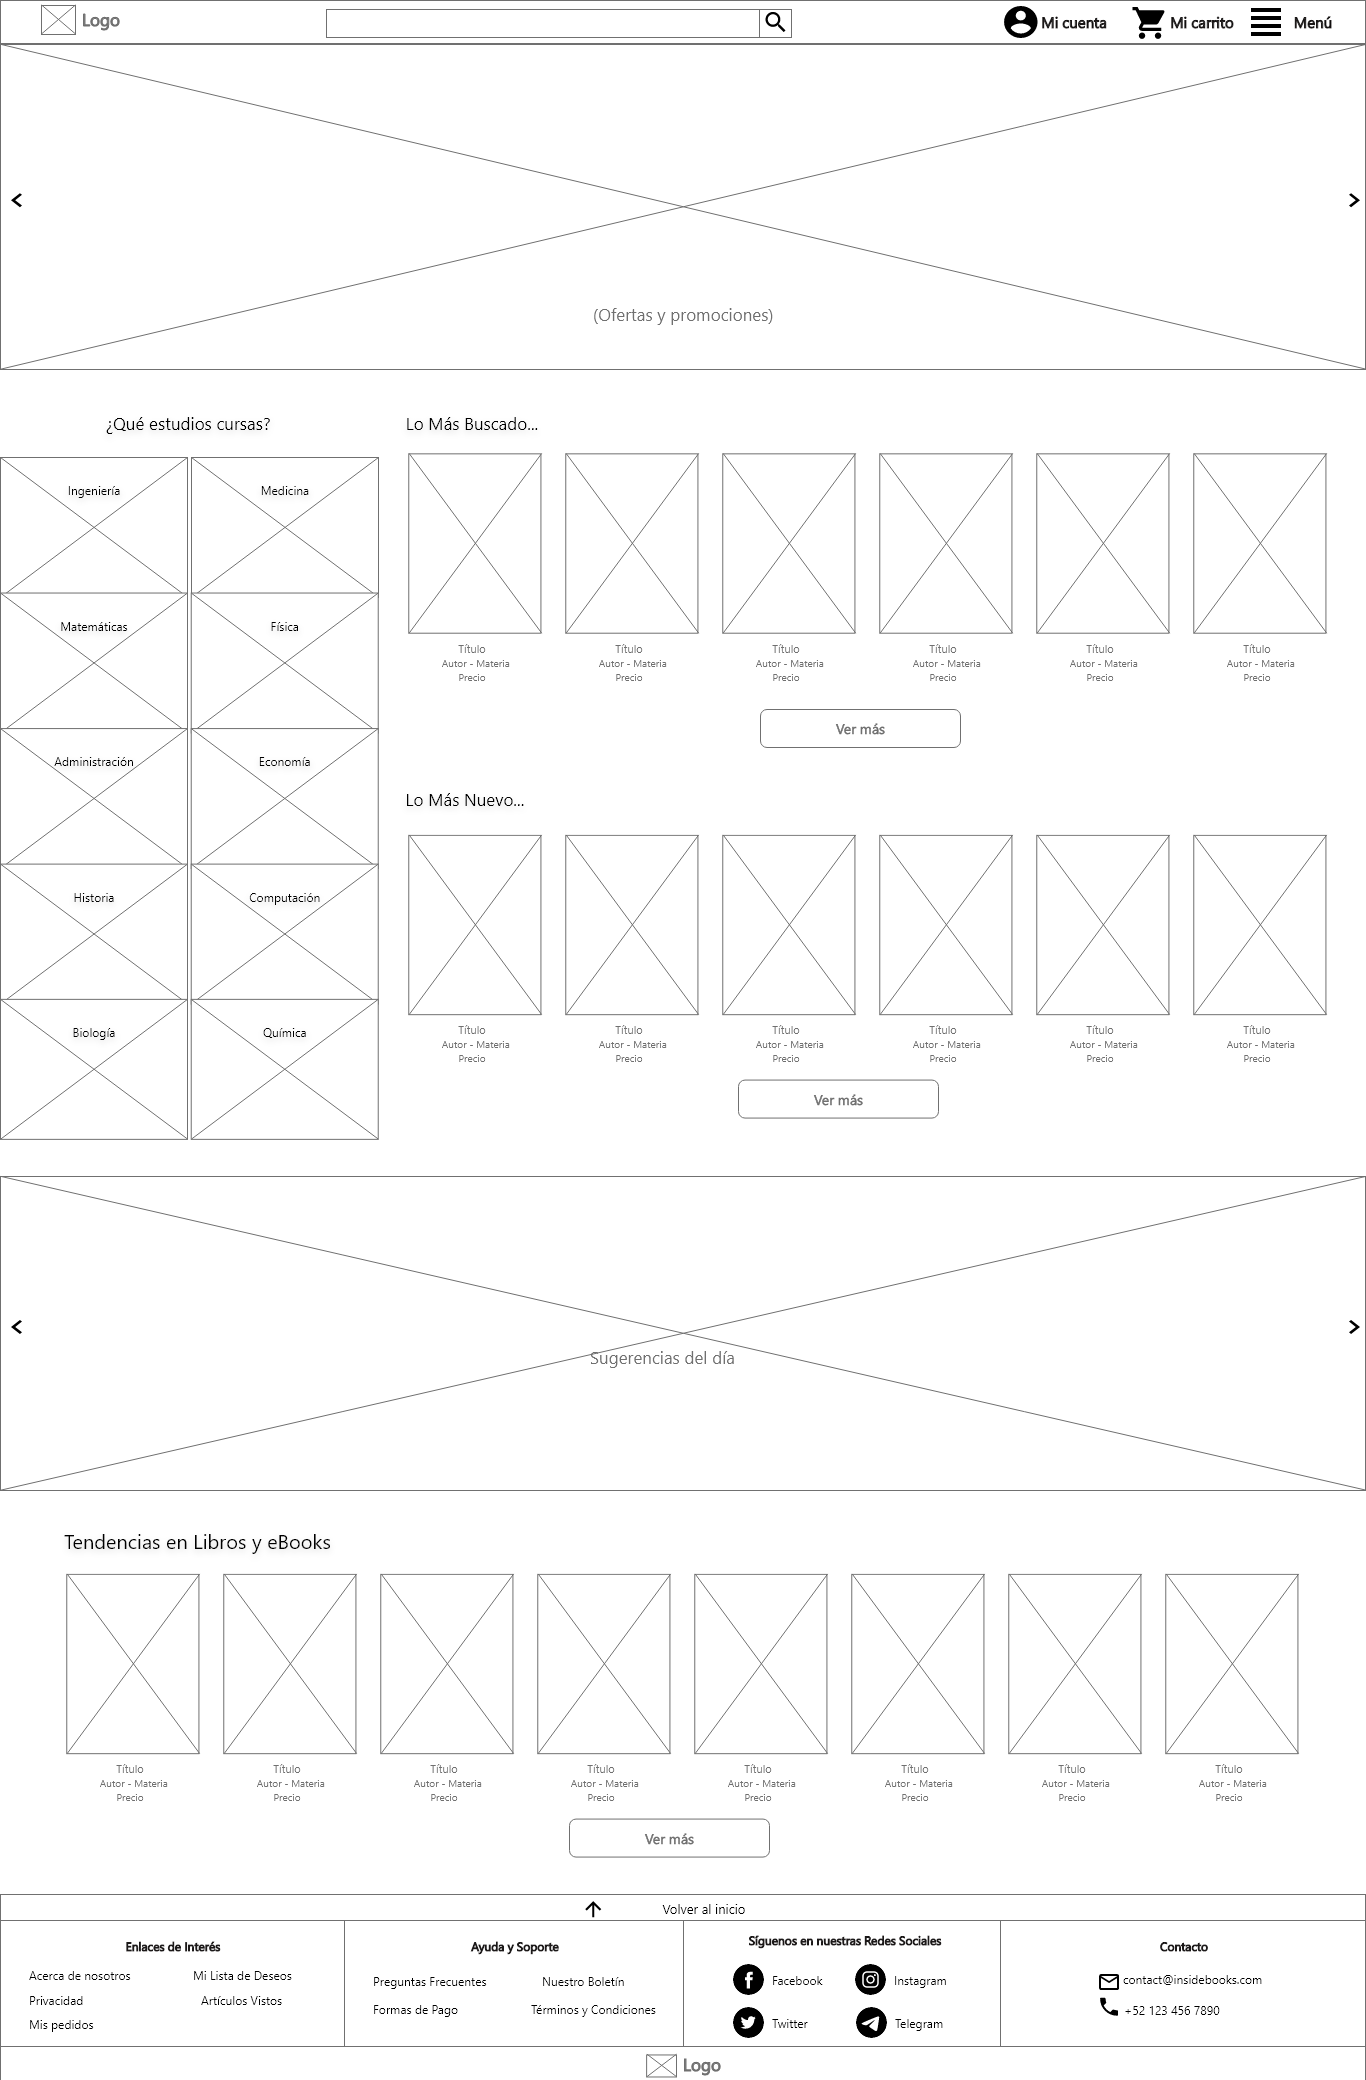 Logo
Mi cuenta
Mi carrito
Menú
(Ofertas y promociones)
¿Qué estudios cursas?
Ingeniería
Medicina
Matemáticas
Física
Administración
Economía
Historia
Computación
Biología
Química
Lo Más Buscado...
Título
Autor - Materia
Precio
Título
Autor - Materia
Precio
Título
Autor - Materia
Precio
Título
Autor - Materia
Precio
Título
Autor - Materia
Precio
Título
Autor - Materia
Precio
Ver más
Lo Más Nuevo...
Título
Autor - Materia
Precio
Título
Autor - Materia
Precio
Título
Autor - Materia
Precio
Título
Autor - Materia
Precio
Título
Autor - Materia
Precio
Título
Autor - Materia
Precio
Ver más
Sugerencias del día
Tendencias en Libros y eBooks
Título
Autor - Materia
Precio
Título
Autor - Materia
Precio
Título
Autor - Materia
Precio
Título
Autor - Materia
Precio
Título
Autor - Materia
Precio
Título
Autor - Materia
Precio
Título
Autor - Materia
Precio
Título
Autor - Materia
Precio
Ver más
Volver al inicio
Enlaces de Interés
Acerca de nosotros
Mi Lista de Deseos
Privacidad
Artículos Vistos
Mis pedidos
Ayuda y Soporte
Preguntas Frecuentes
Nuestro Boletín
Formas de Pago
Términos y Condiciones
Síguenos en nuestras Redes Sociales
Facebook
Instagram
Twitter
Telegram
Contacto
contact@insidebooks.com
+52 123 456 7890
Logo